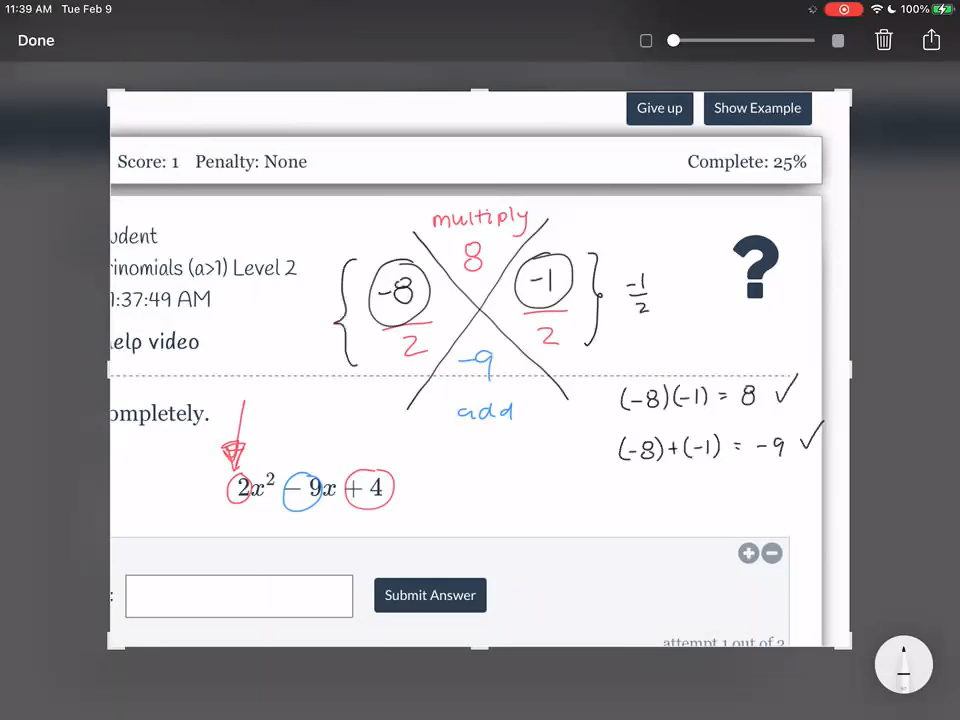 11:39 AM Tue Feb 9 100%
Done
Give up Show Example
Score: 1 Penalty: None Complete: 25%
multiply
8
-8 -1
2 2
-9
add
-1
2
?
udent
rinomials (a>1) Level 2
1:37:49 AM
elp video
ompletely.
(-8)(-1) = 8 ✓
(-8)+(-1) = -9 ✓
2x² − 9x + 4
: Submit Answer
attempt 1 out of 2